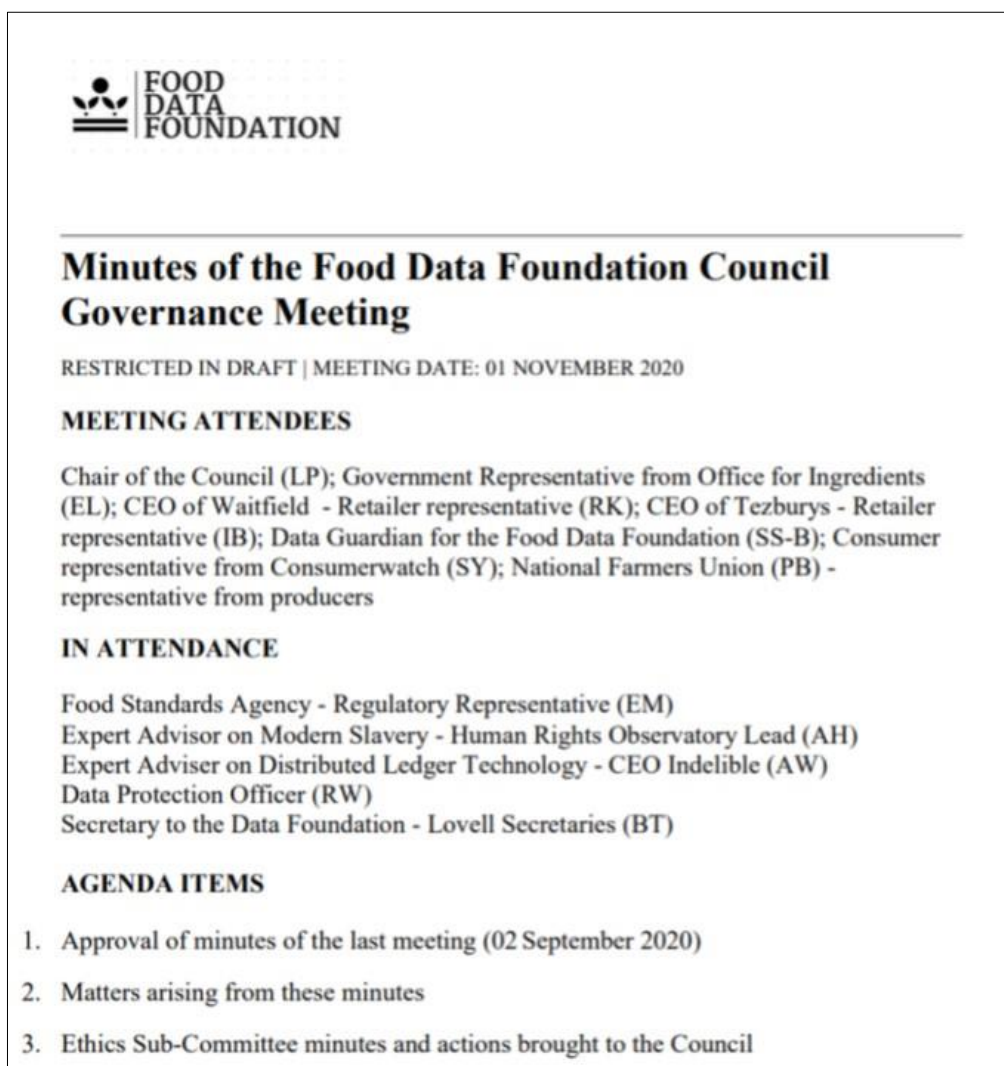 FOOD
DATA
FOUNDATION
Minutes of the Food Data Foundation Council
Governance Meeting
RESTRICTED IN DRAFT | MEETING DATE: 01 NOVEMBER 2020
MEETING ATTENDEES
Chair of the Council (LP); Government Representative from Office for Ingredients
(EL); CEO of Waitfield - Retailer representative (RK); CEO of Tezburys - Retailer
representative (IB); Data Guardian for the Food Data Foundation (SS-B); Consumer
representative from Consumerwatch (SY); National Farmers Union (PB) -
representative from producers
IN ATTENDANCE
Food Standards Agency - Regulatory Representative (EM)
Expert Advisor on Modern Slavery - Human Rights Observatory Lead (AH)
Expert Adviser on Distributed Ledger Technology - CEO Indelible (AW)
Data Protection Officer (RW)
Secretary to the Data Foundation - Lovell Secretaries (BT)
AGENDA ITEMS
1. Approval of minutes of the last meeting (02 September 2020)
2. Matters arising from these minutes
3. Ethics Sub-Committee minutes and actions brought to the Council